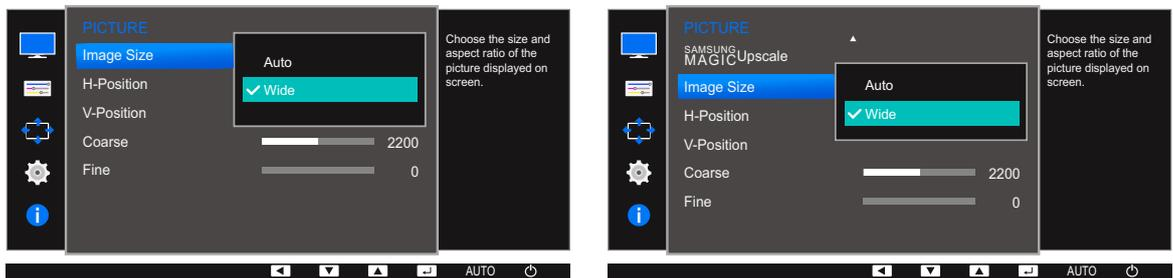 PICTURE
Image Size
H-Position
V-Position
Coarse
Fine
Auto
Wide
2200
0
Choose the size and
aspect ratio of the
picture displayed on
screen.
AUTO
PICTURE
SAMSUNG
MAGICUpscale
Image Size
H-Position
V-Position
Coarse
Fine
Auto
Wide
2200
0
Choose the size and
aspect ratio of the
picture displayed on
screen.
AUTO